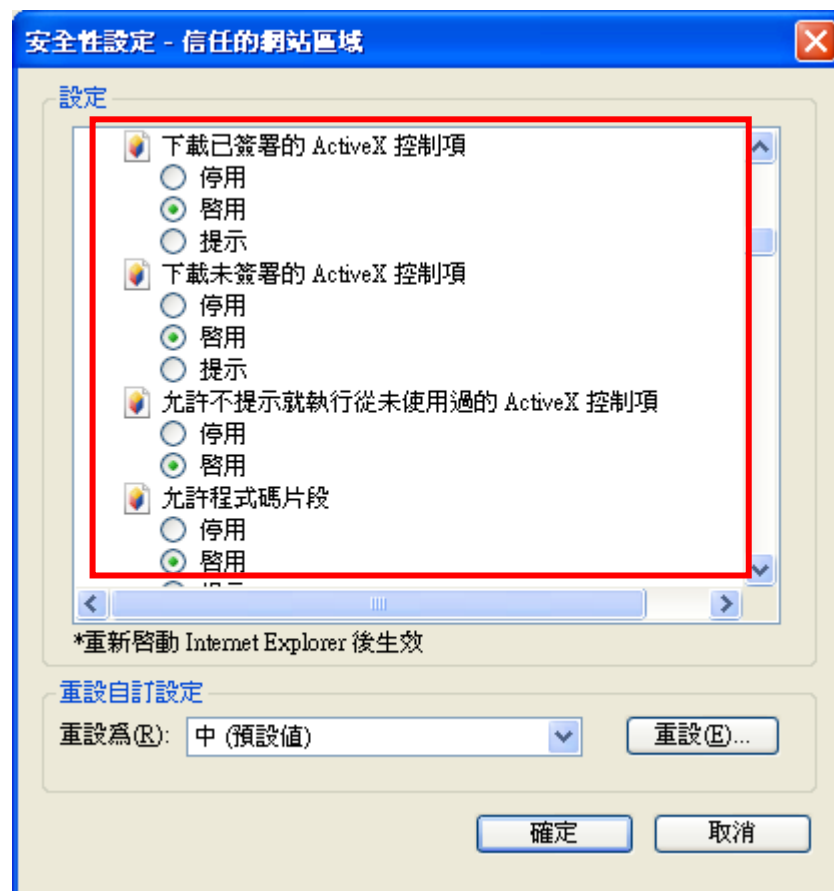 安全性設定 - 信任的網站區域
設定
下載已簽署的 ActiveX 控制項
停用
啓用
提示
下載未簽署的 ActiveX 控制項
停用
啓用
提示
允許不提示就執行從未使用過的 ActiveX 控制項
停用
啓用
允許程式碼片段
停用
啓用
*重新啓動 Internet Explorer 後生效
重設自訂設定
重設爲(R): 中 (預設值) 重設(E)...
確定 取消